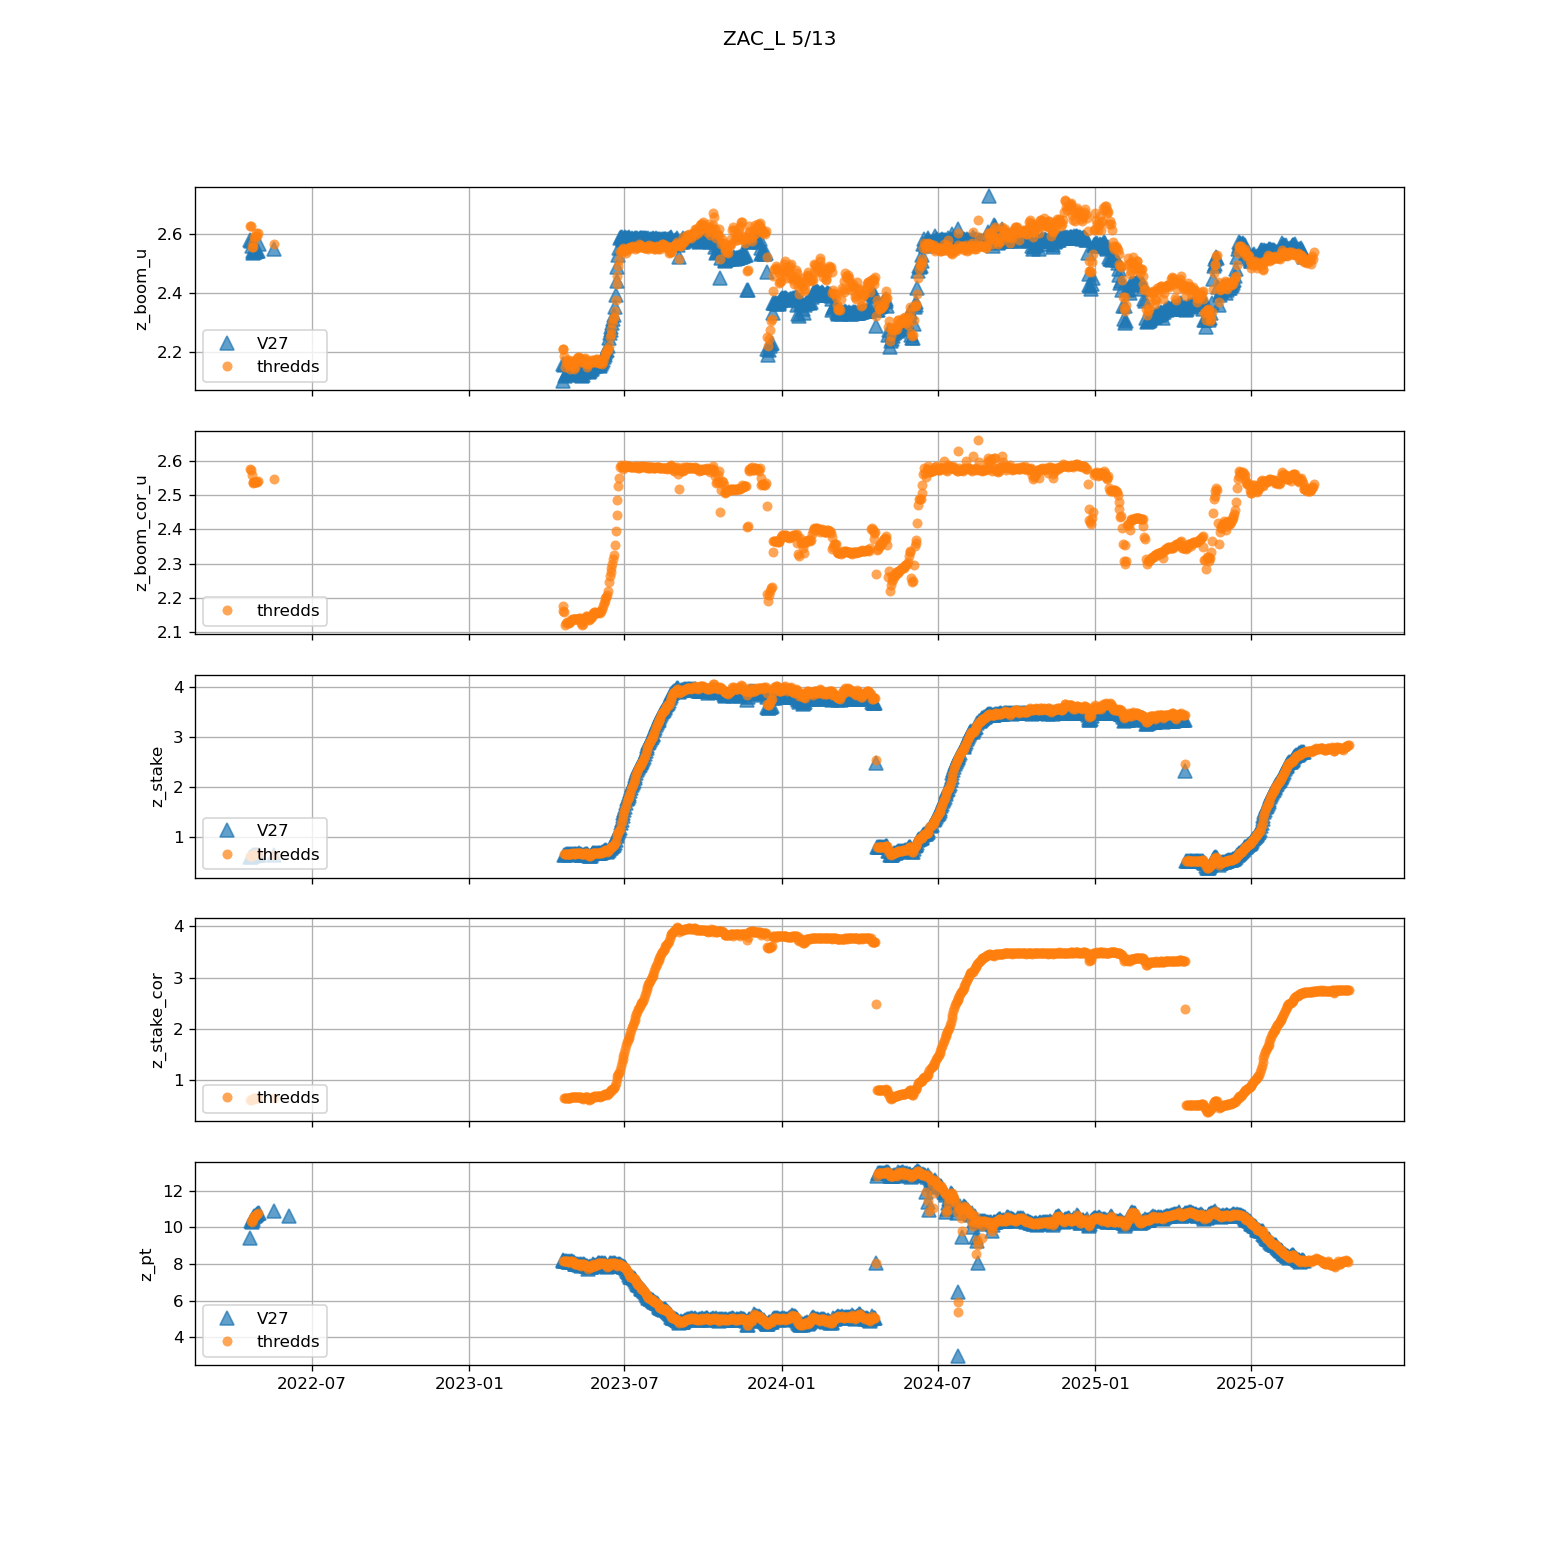 ZAC_L 5/13
z_boom_u
2.6
2.4
2.2
V27
thredds
z_boom_cor_u
2.6
2.5
2.4
2.3
2.2
2.1
thredds
z_stake
4
3
2
1
V27
thredds
z_stake_cor
4
3
2
1
thredds
z_pt
12
10
8
6
4
V27
thredds
2022-07 2023-01 2023-07 2024-01 2024-07 2025-01 2025-07